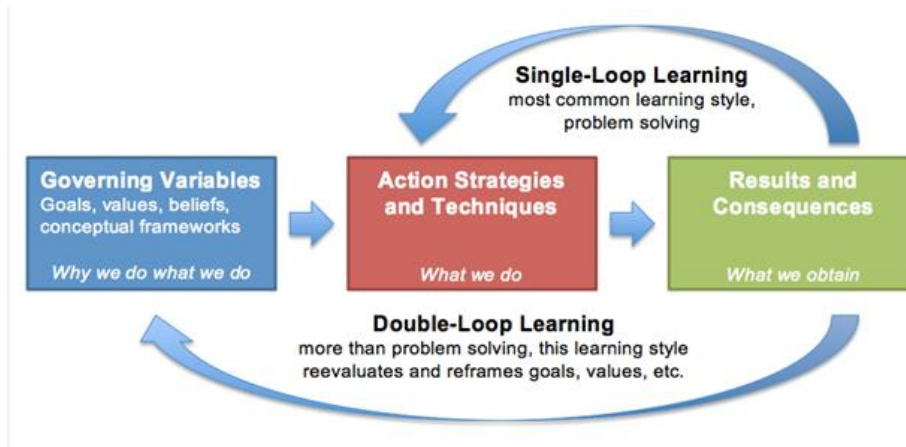 Single-Loop Learning
most common learning style,
problem solving
Governing Variables
Goals, values, beliefs,
conceptual frameworks
Why we do what we do
Action Strategies
and Techniques
What we do
Results and
Consequences
What we obtain
Double-Loop Learning
more than problem solving, this learning style
reevaluates and reframes goals, values, etc.